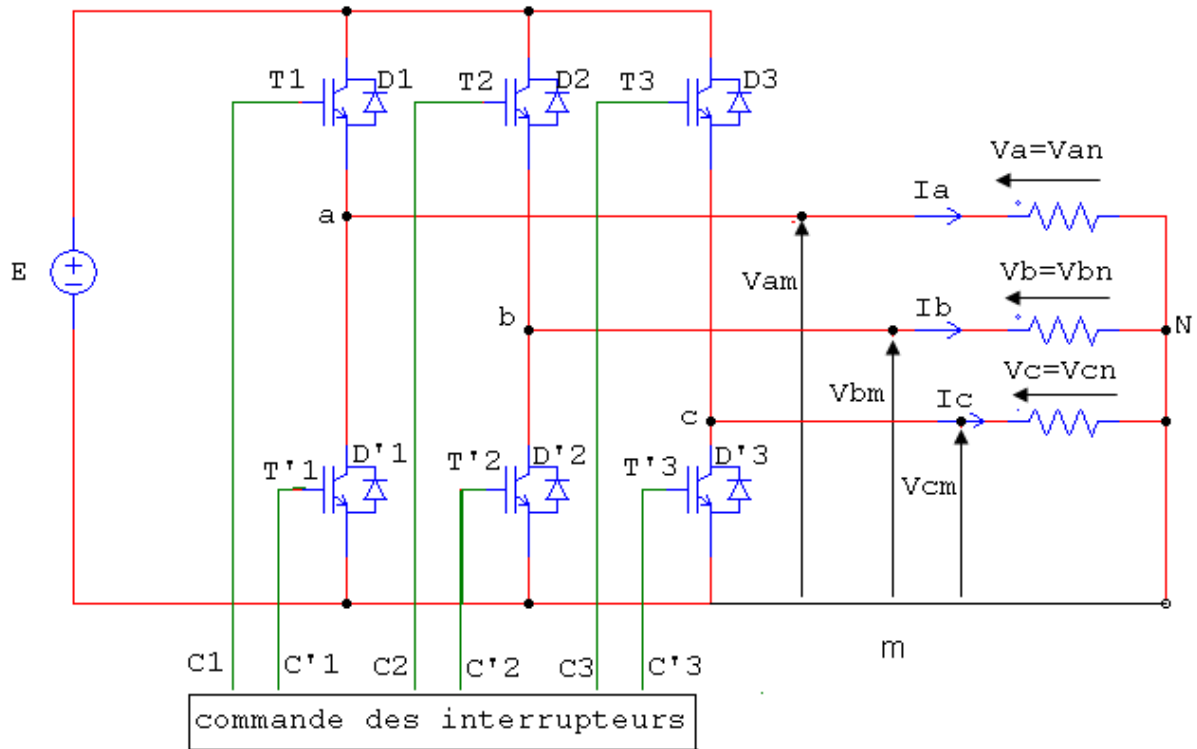 T1 D1 T2 D2 T3 D3
Va=Van
Ia
a
E
+
−
Vam
Vb=Vbn
Ib
b
N
Vbm
Vc=Vcn
Ic
c
Vcm
T'1 D'1 T'2 D'2 T'3 D'3
m
C1 C'1 C2 C'2 C3 C'3
commande des interrupteurs